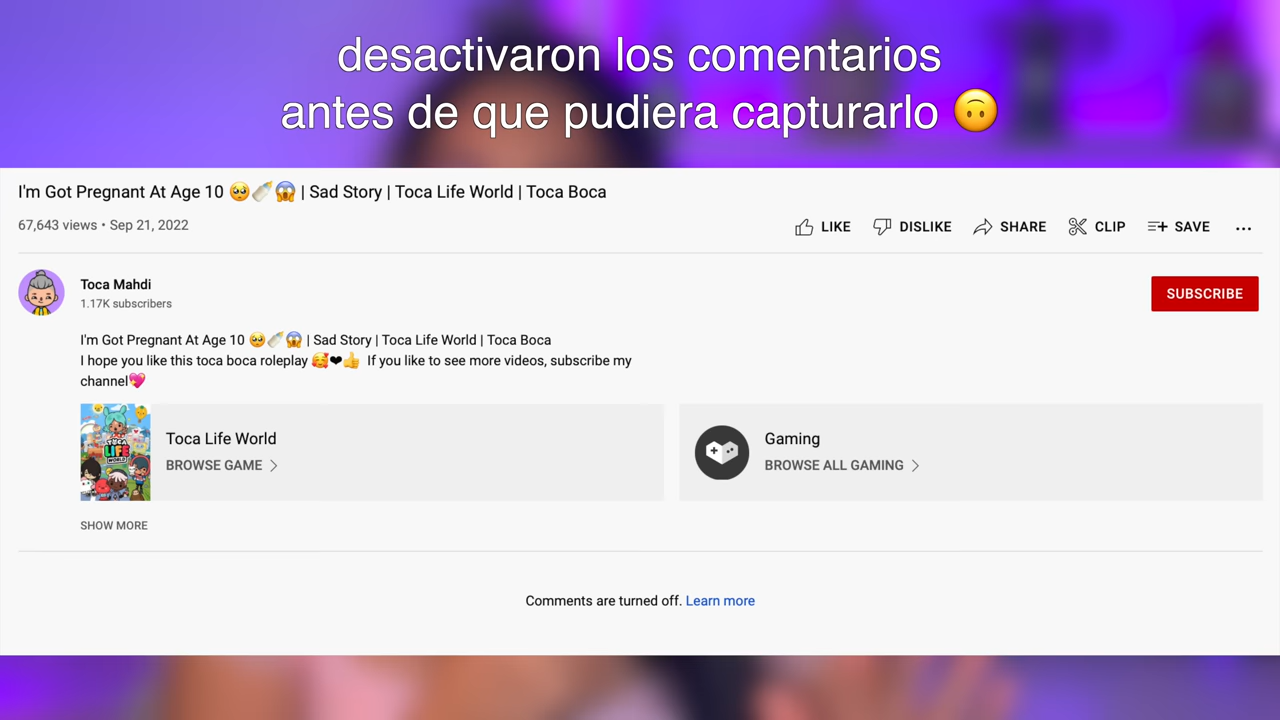 desactivaron los comentarios
antes de que pudiera capturarlo 🙃
I'm Got Pregnant At Age 10 🥺🍼😱 | Sad Story | Toca Life World | Toca Boca
67,643 views • Sep 21, 2022
LIKE
DISLIKE
SHARE
CLIP
SAVE
...
Toca Mahdi
1.17K subscribers
SUBSCRIBE
I'm Got Pregnant At Age 10 🥺🍼😱 | Sad Story | Toca Life World | Toca Boca
I hope you like this toca boca roleplay 🥰❤👍 If you like to see more videos, subscribe my
channel💖
TOCA
LIFE
WORLD
Toca Life World
BROWSE GAME
Gaming
BROWSE ALL GAMING
SHOW MORE
Comments are turned off. Learn more